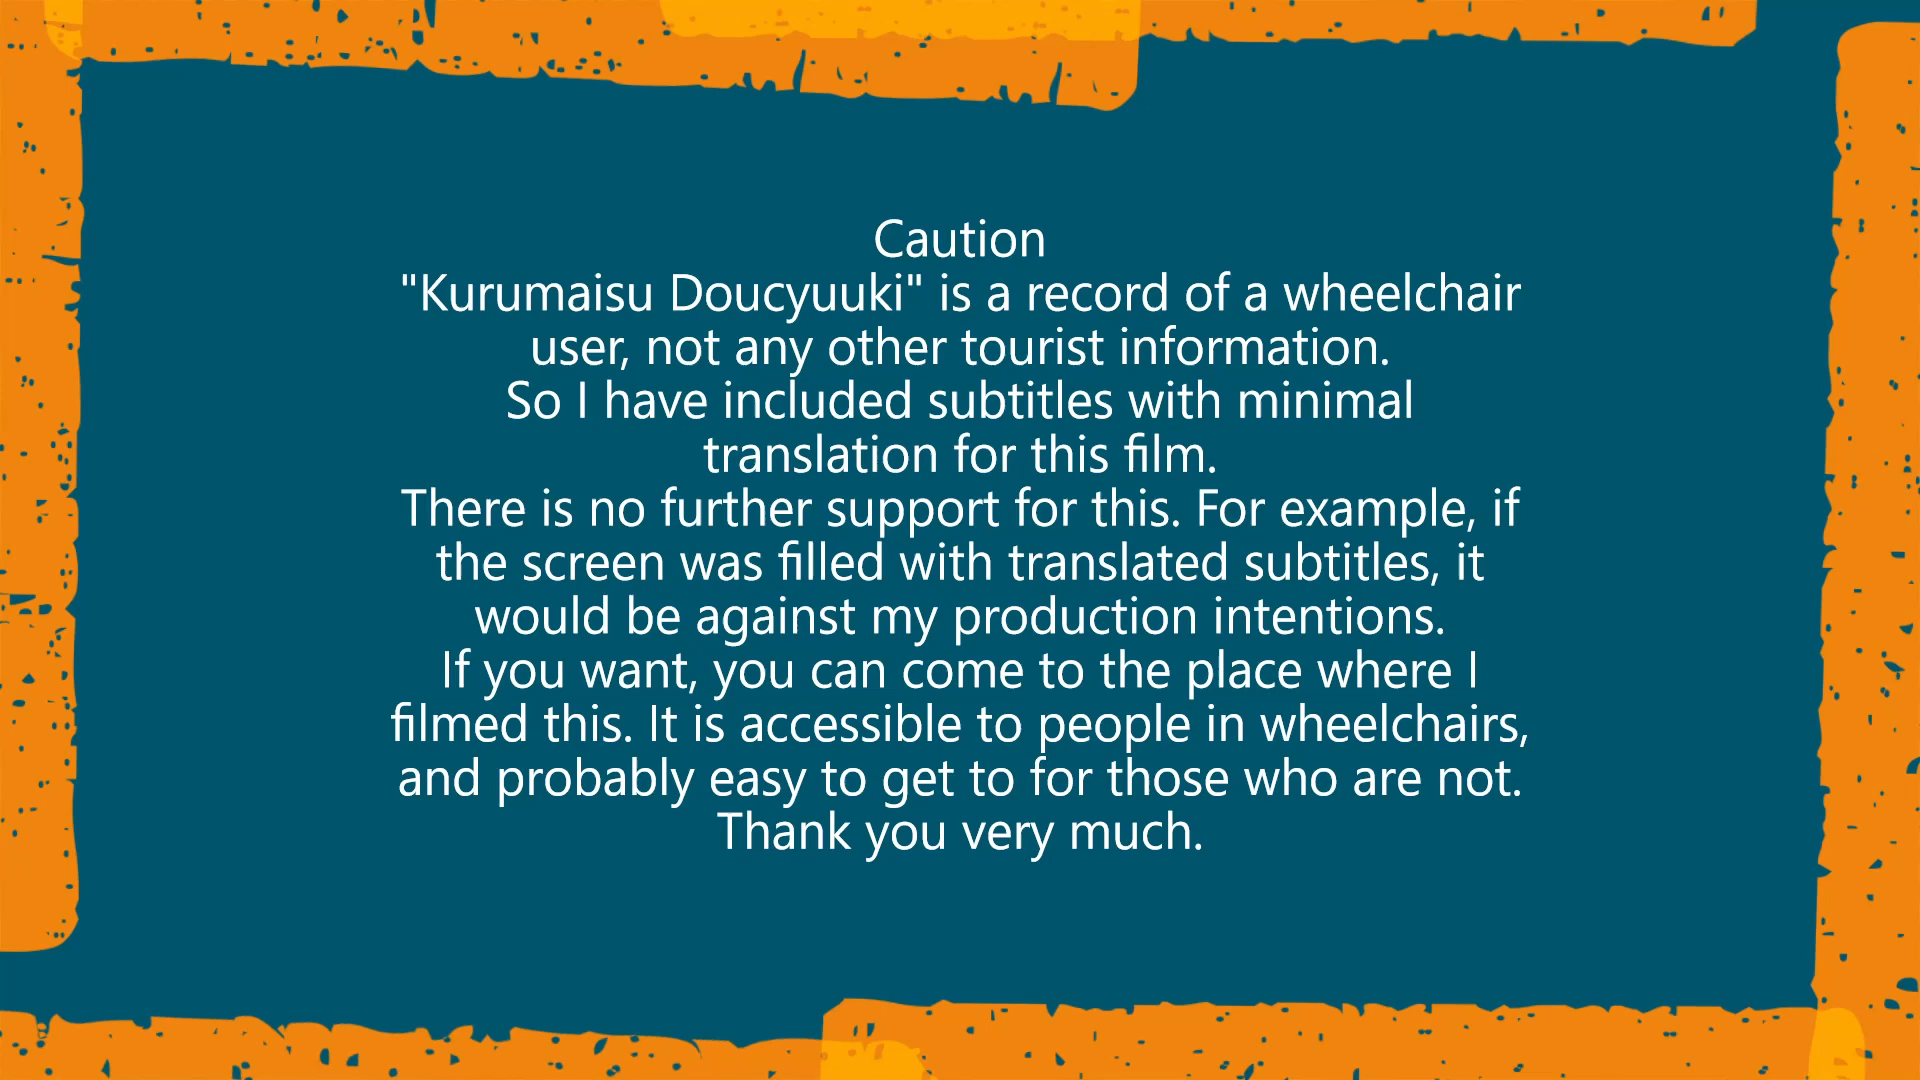 Caution
"Kurumaisu Doucyuuki" is a record of a wheelchair
user, not any other tourist information.
So I have included subtitles with minimal
translation for this film.
There is no further support for this. For example, if
the screen was filled with translated subtitles, it
would be against my production intentions.
If you want, you can come to the place where I
filmed this. It is accessible to people in wheelchairs,
and probably easy to get to for those who are not.
Thank you very much.